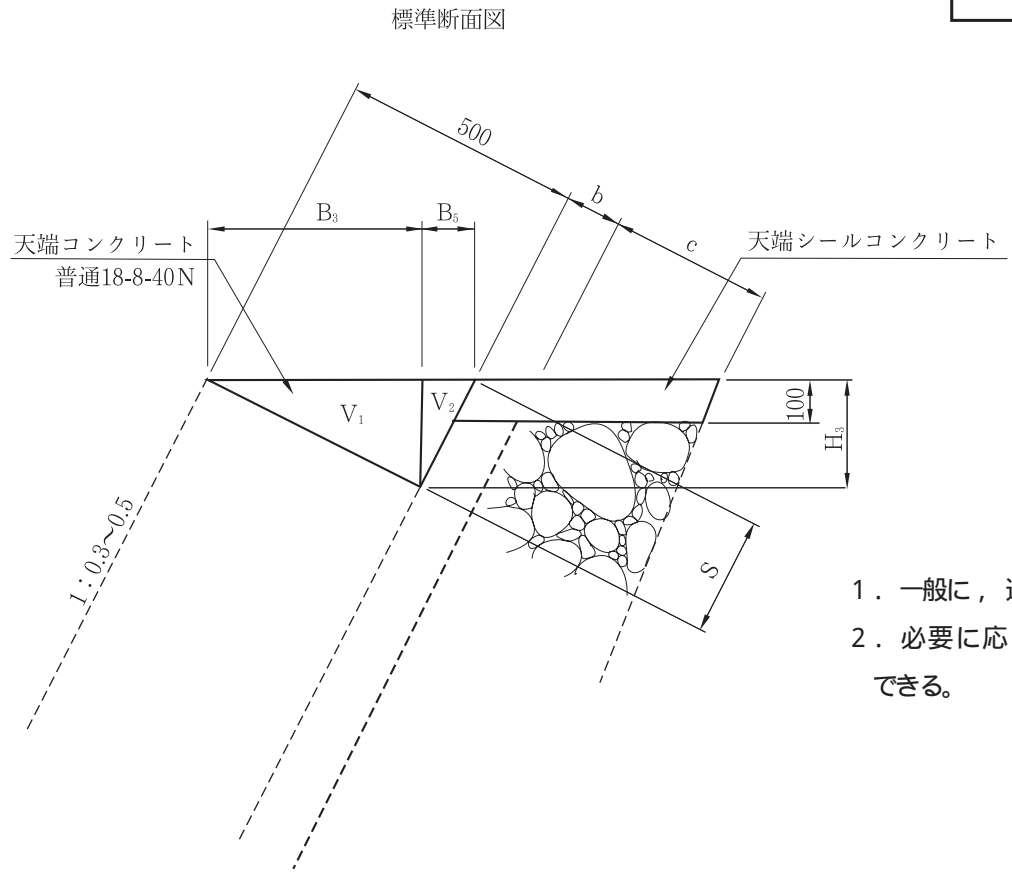 標準断面図
500
b
c
B₃
B₅
天端コンクリート
普通18-8-40N
天端シールコンクリート
V₁
V₂
100
H₃
S
1:0.3~0.5
1．一般に，
2．必要に応
できる。